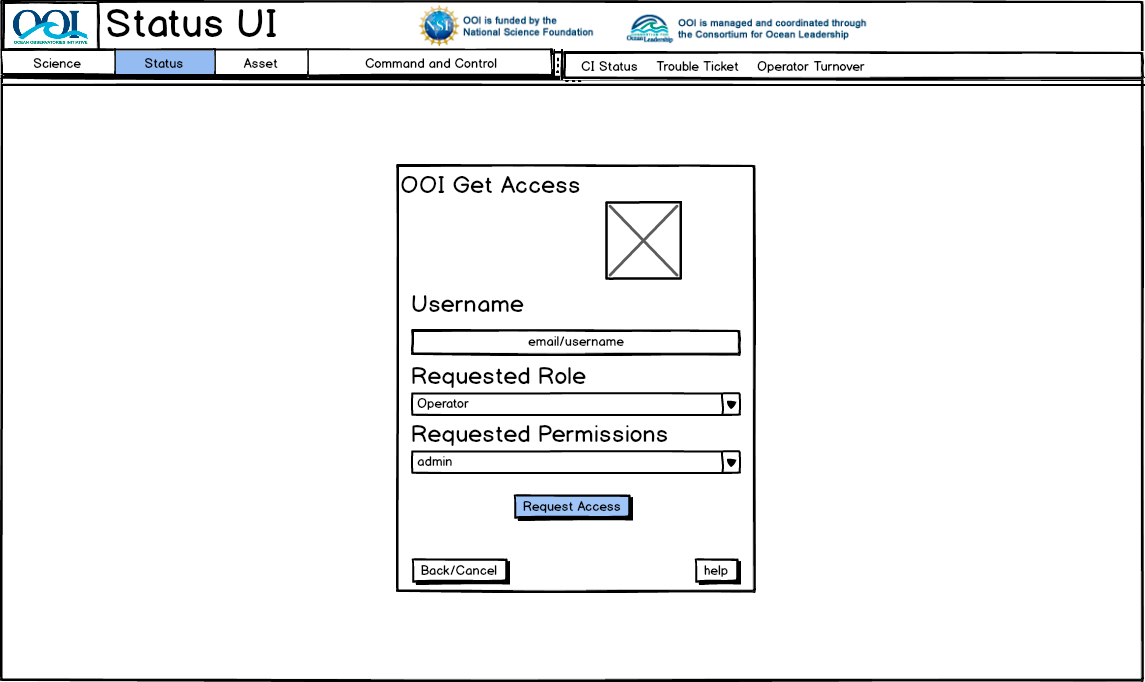 OOI
OCEAN OBSERVATORIES INITIATIVE
Status UI
NSF
OOI is funded by the
National Science Foundation
Ocean Leadership
OOI is managed and coordinated through
the Consortium for Ocean Leadership
Science
Status
Asset
Command and Control
CI Status
Trouble Ticket
Operator Turnover
OOI Get Access
Username
email/username
Requested Role
Operator
Requested Permissions
admin
Request Access
Back/Cancel
help